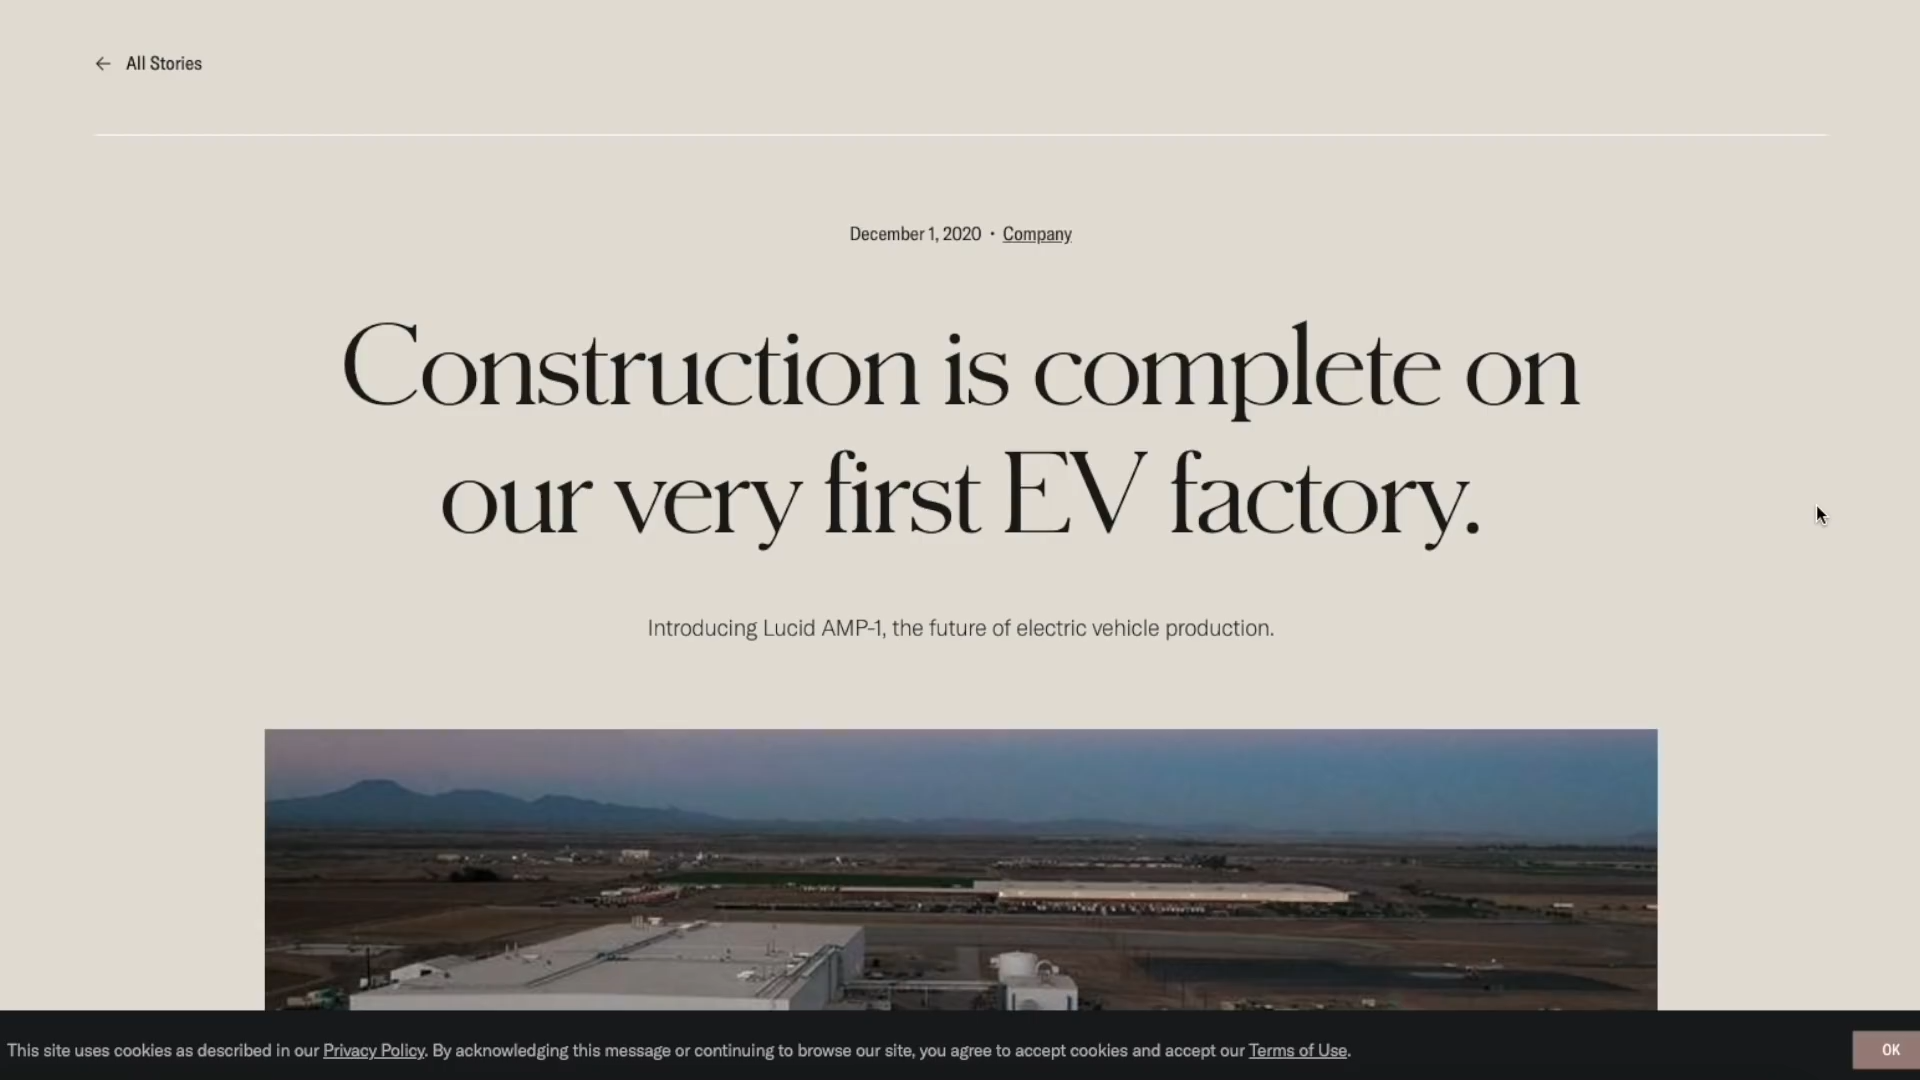 All Stories
December 1, 2020 • Company
Construction is complete on
our very first EV factory.
Introducing Lucid AMP-1, the future of electric vehicle production.
This site uses cookies as described in our Privacy Policy. By acknowledging this message or continuing to browse our site, you agree to accept cookies and accept our Terms of Use.
OK